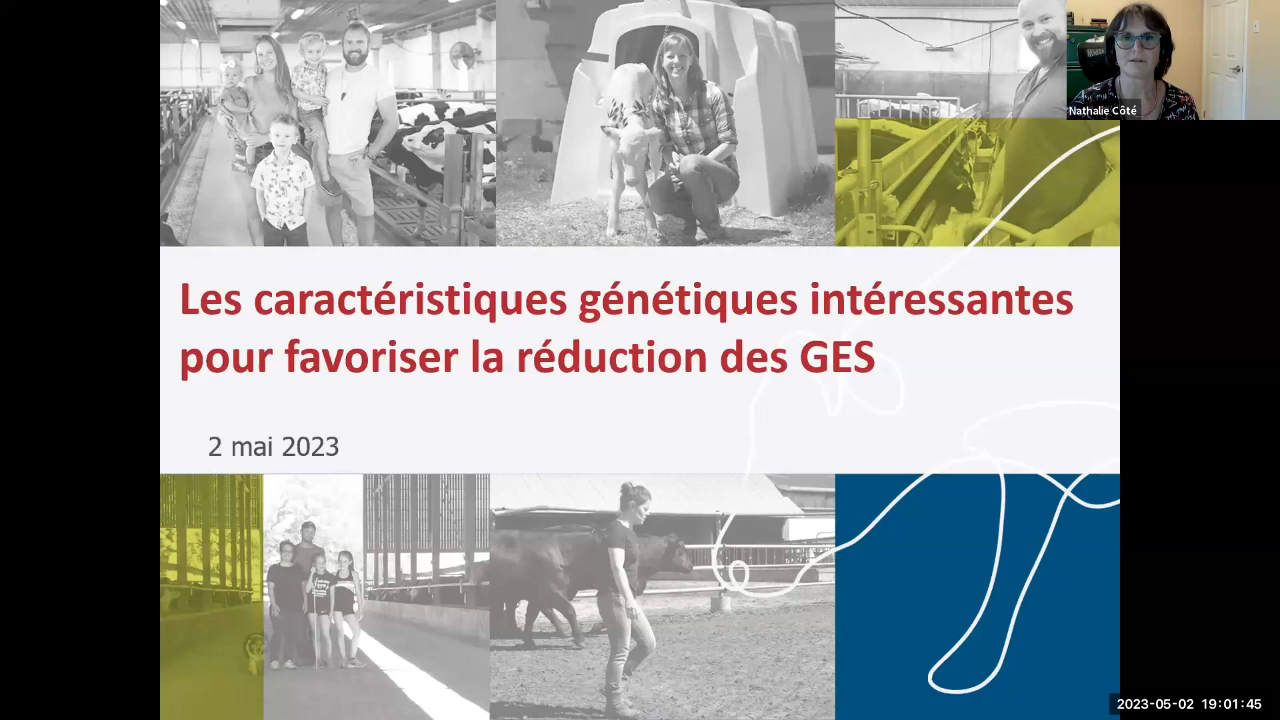 Nathalie Côté
Les caractéristiques génétiques intéressantes
pour favoriser la réduction des GES
2 mai 2023
2023-05-02 19:01:45